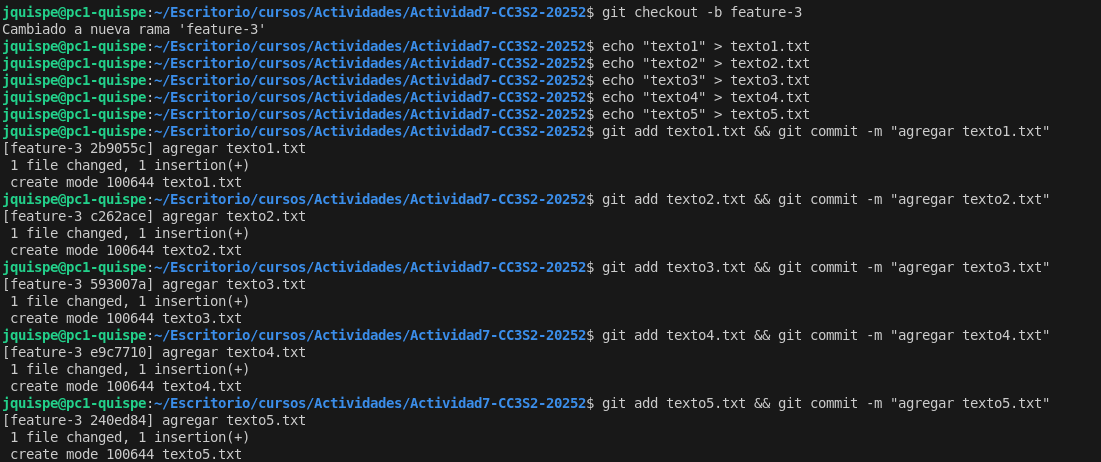 jquispe@pc1-quispe:~/Escritorio/cursos/Actividades/Actividad7-CC3S2-20252$ git checkout -b feature-3
Cambiado a nueva rama 'feature-3'
jquispe@pc1-quispe:~/Escritorio/cursos/Actividades/Actividad7-CC3S2-20252$ echo "texto1" > texto1.txt
jquispe@pc1-quispe:~/Escritorio/cursos/Actividades/Actividad7-CC3S2-20252$ echo "texto2" > texto2.txt
jquispe@pc1-quispe:~/Escritorio/cursos/Actividades/Actividad7-CC3S2-20252$ echo "texto3" > texto3.txt
jquispe@pc1-quispe:~/Escritorio/cursos/Actividades/Actividad7-CC3S2-20252$ echo "texto4" > texto4.txt
jquispe@pc1-quispe:~/Escritorio/cursos/Actividades/Actividad7-CC3S2-20252$ echo "texto5" > texto5.txt
jquispe@pc1-quispe:~/Escritorio/cursos/Actividades/Actividad7-CC3S2-20252$ git add texto1.txt && git commit -m "agregar texto1.txt"
[feature-3 2b9055c] agregar texto1.txt
 1 file changed, 1 insertion(+)
 create mode 100644 texto1.txt
jquispe@pc1-quispe:~/Escritorio/cursos/Actividades/Actividad7-CC3S2-20252$ git add texto2.txt && git commit -m "agregar texto2.txt"
[feature-3 c262ace] agregar texto2.txt
 1 file changed, 1 insertion(+)
 create mode 100644 texto2.txt
jquispe@pc1-quispe:~/Escritorio/cursos/Actividades/Actividad7-CC3S2-20252$ git add texto3.txt && git commit -m "agregar texto3.txt"
[feature-3 593007a] agregar texto3.txt
 1 file changed, 1 insertion(+)
 create mode 100644 texto3.txt
jquispe@pc1-quispe:~/Escritorio/cursos/Actividades/Actividad7-CC3S2-20252$ git add texto4.txt && git commit -m "agregar texto4.txt"
[feature-3 e9c7710] agregar texto4.txt
 1 file changed, 1 insertion(+)
 create mode 100644 texto4.txt
jquispe@pc1-quispe:~/Escritorio/cursos/Actividades/Actividad7-CC3S2-20252$ git add texto5.txt && git commit -m "agregar texto5.txt"
[feature-3 240ed84] agregar texto5.txt
 1 file changed, 1 insertion(+)
 create mode 100644 texto5.txt